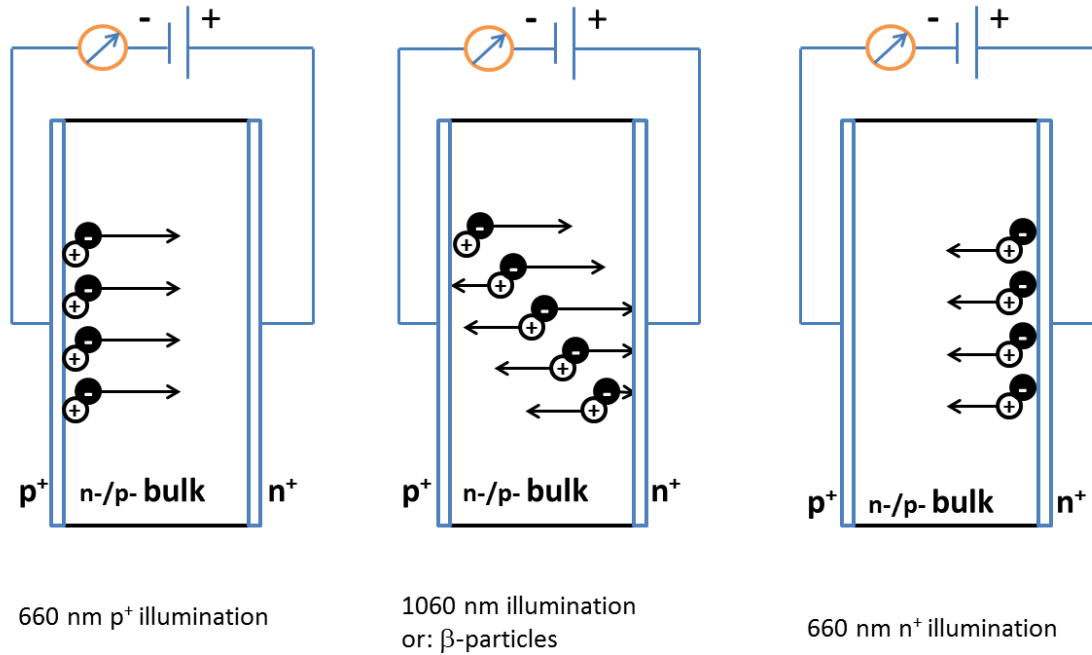 - +
p⁺ n-/p- bulk n⁺
660 nm p⁺ illumination
- +
p⁺ n-/p- bulk n⁺
1060 nm illumination
or: β-particles
- +
p⁺ n-/p- bulk n⁺
660 nm n⁺ illumination